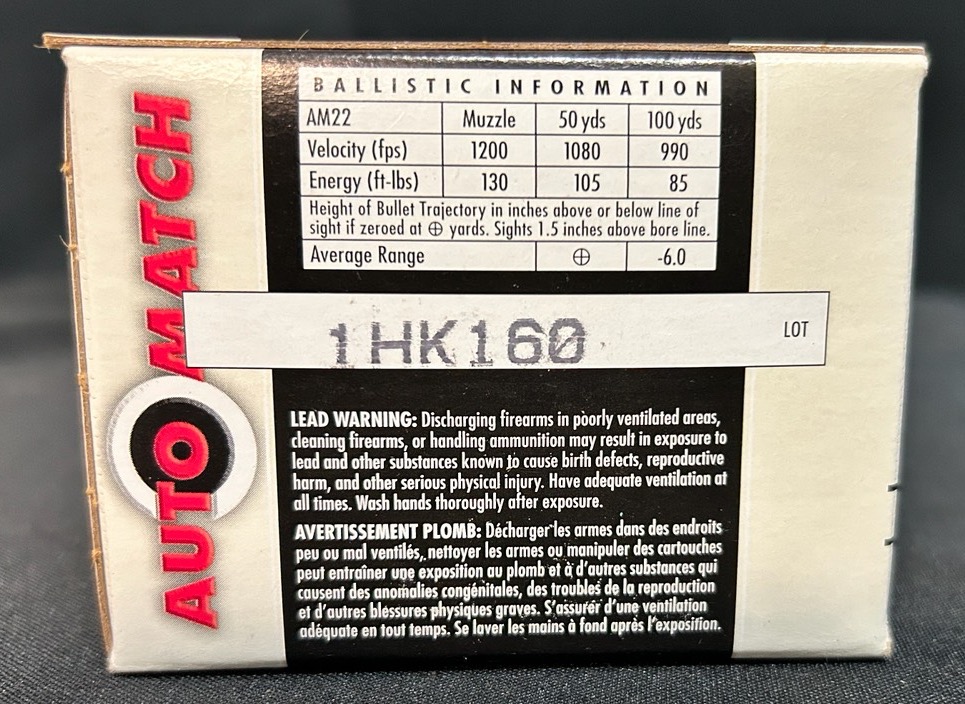 AUTOMATCH
BALLISTIC INFORMATION
AM22 Muzzle 50 yds 100 yds
Velocity (fps) 1200 1080 990
Energy (ft-lbs) 130 105 85
Height of Bullet Trajectory in inches above or below line of
sight if zeroed at ⊕ yards. Sights 1.5 inches above bore line.
Average Range ⊕ -6.0
1HK160 LOT
LEAD WARNING: Discharging firearms in poorly ventilated areas,
cleaning firearms, or handling ammunition may result in exposure to
lead and other substances known to cause birth defects, reproductive
harm, and other serious physical injury. Have adequate ventilation at
all times. Wash hands thoroughly after exposure.
AVERTISSEMENT PLOMB: Décharger les armes dans des endroits
peu ou mal ventilés, nettoyer les armes ou manipuler des cartouches
peut entraîner une exposition au plomb et à d'autres substances qui
causent des anomalies congénitales, des troubles de la reproduction
et d'autres blessures physiques graves. S'assurer d'une ventilation
adéquate en tout temps. Se laver les mains à fond après l'exposition.